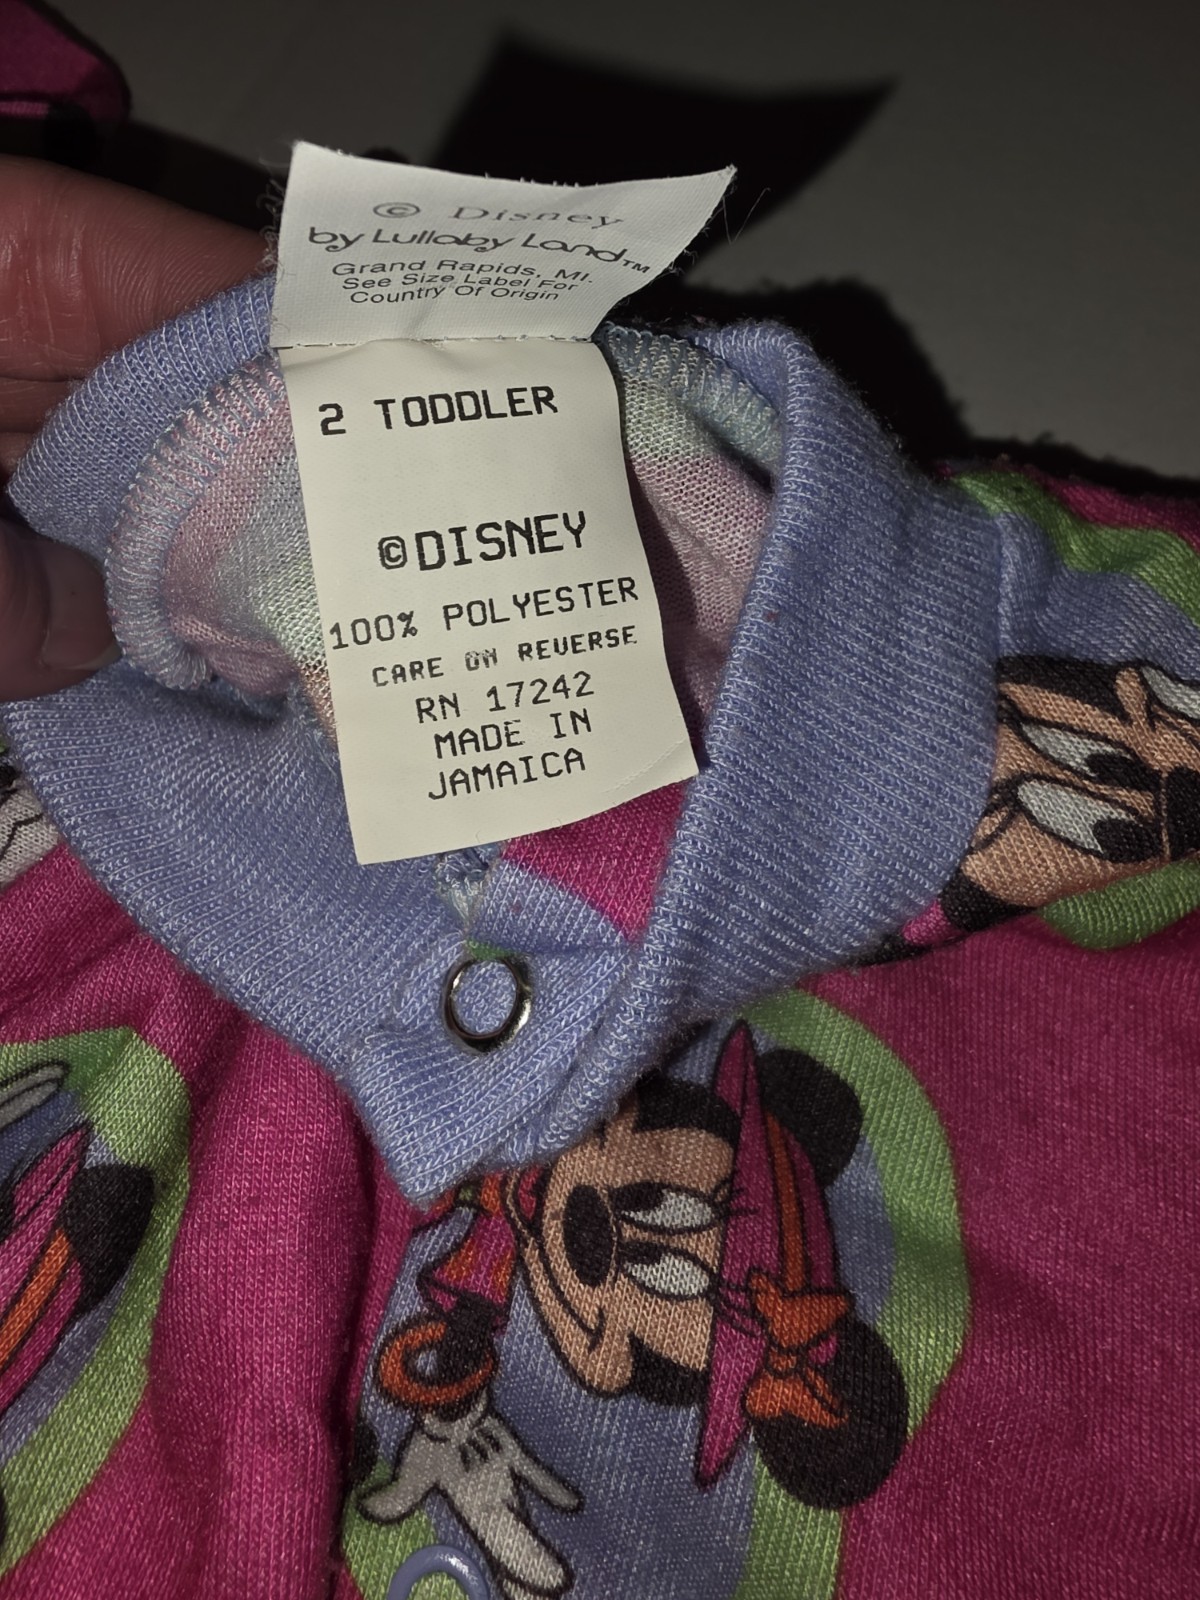 © Disney
by Lullaby Land™
Grand Rapids, MI.
See Size Label For
Country Of Origin
2 TODDLER
©DISNEY
100% POLYESTER
CARE ON REVERSE
RN 17242
MADE IN
JAMAICA